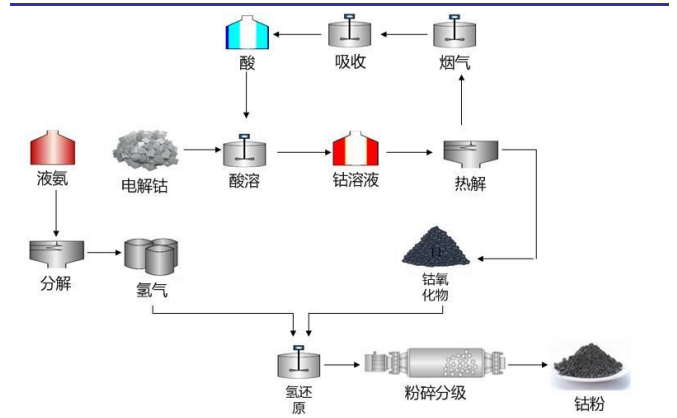 酸
吸收
烟气
液氨
电解钴
酸溶
钴溶液
热解
分解
氢气
钴氧
化物
氢还
原
粉碎分级
钴粉